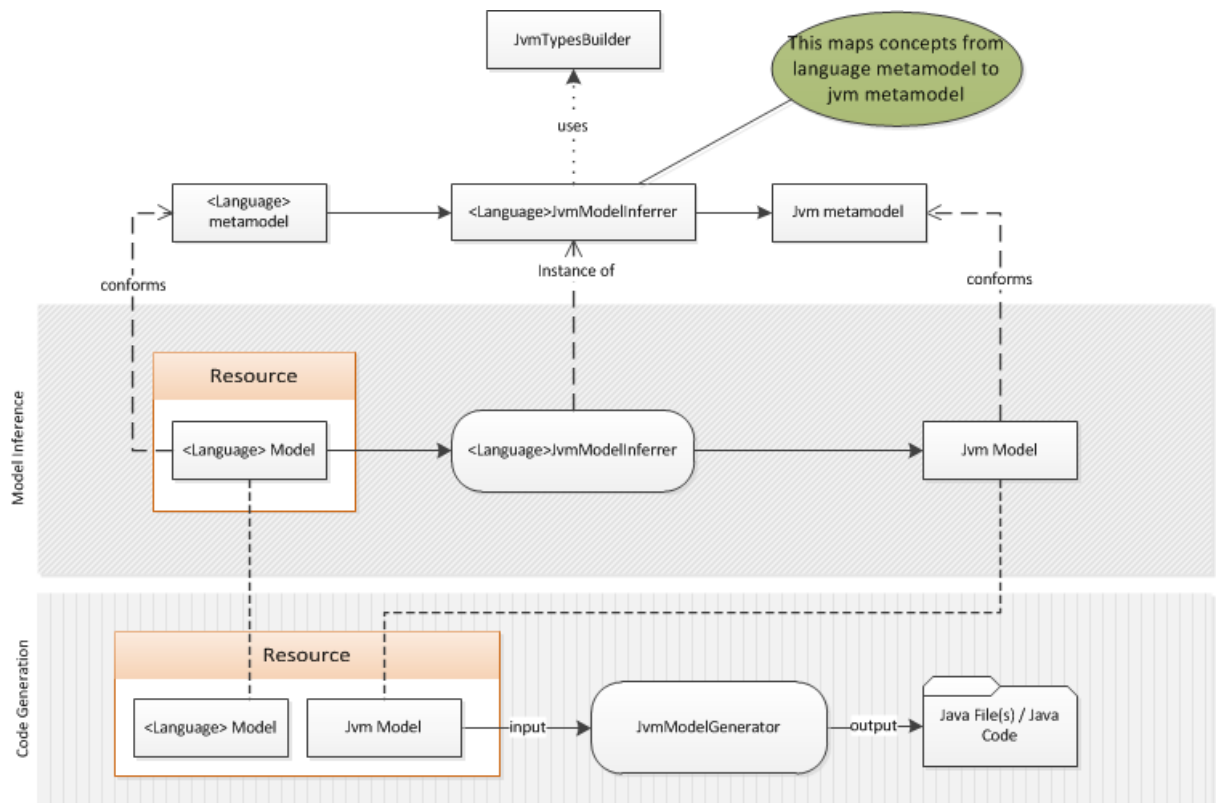 JvmTypesBuilder
This maps concepts from
language metamodel to
jvm metamodel
uses
<Language>
metamodel
<Language>JvmModelInferrer
Jvm metamodel
conforms
Instance of
conforms
Model Inference
Resource
<Language> Model
<Language>JvmModelInferrer
Jvm Model
Code Generation
Resource
<Language> Model
Jvm Model
input
JvmModelGenerator
output
Java File(s) / Java
Code